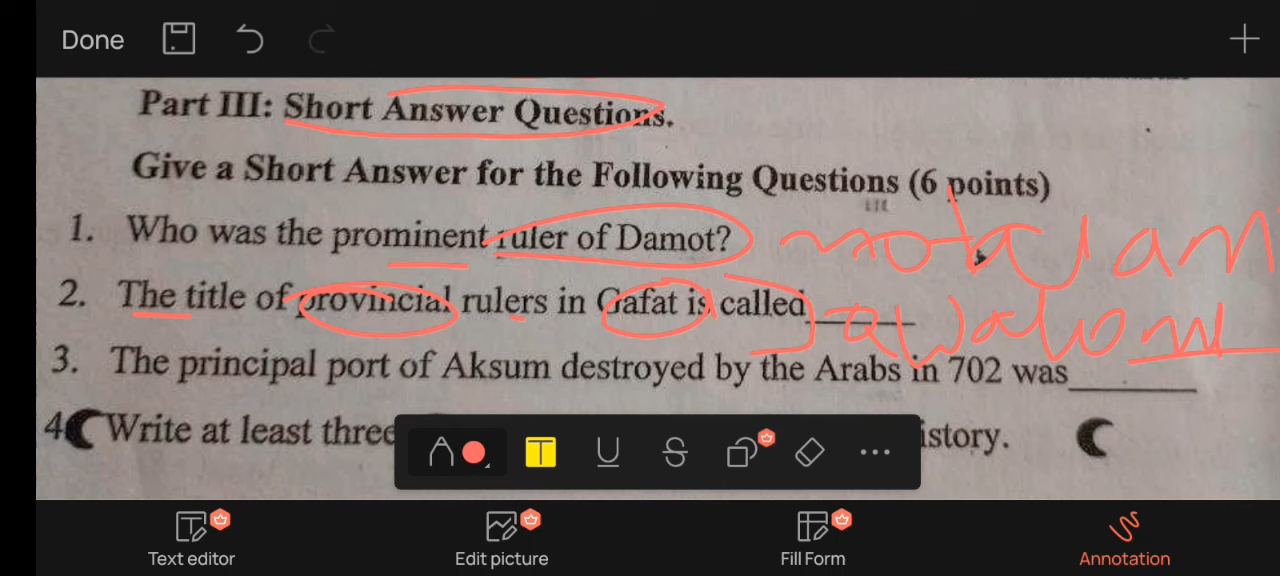 Done
Part III: Short Answer Questions.
Give a Short Answer for the Following Questions (6 points)
1. Who was the prominent ruler of Damot?
2. The title of provincial rulers in Gafat is called_____
3. The principal port of Aksum destroyed by the Arabs in 702 was_____
4 Write at least three istory.
Text editor
Edit picture
Fill Form
Annotation